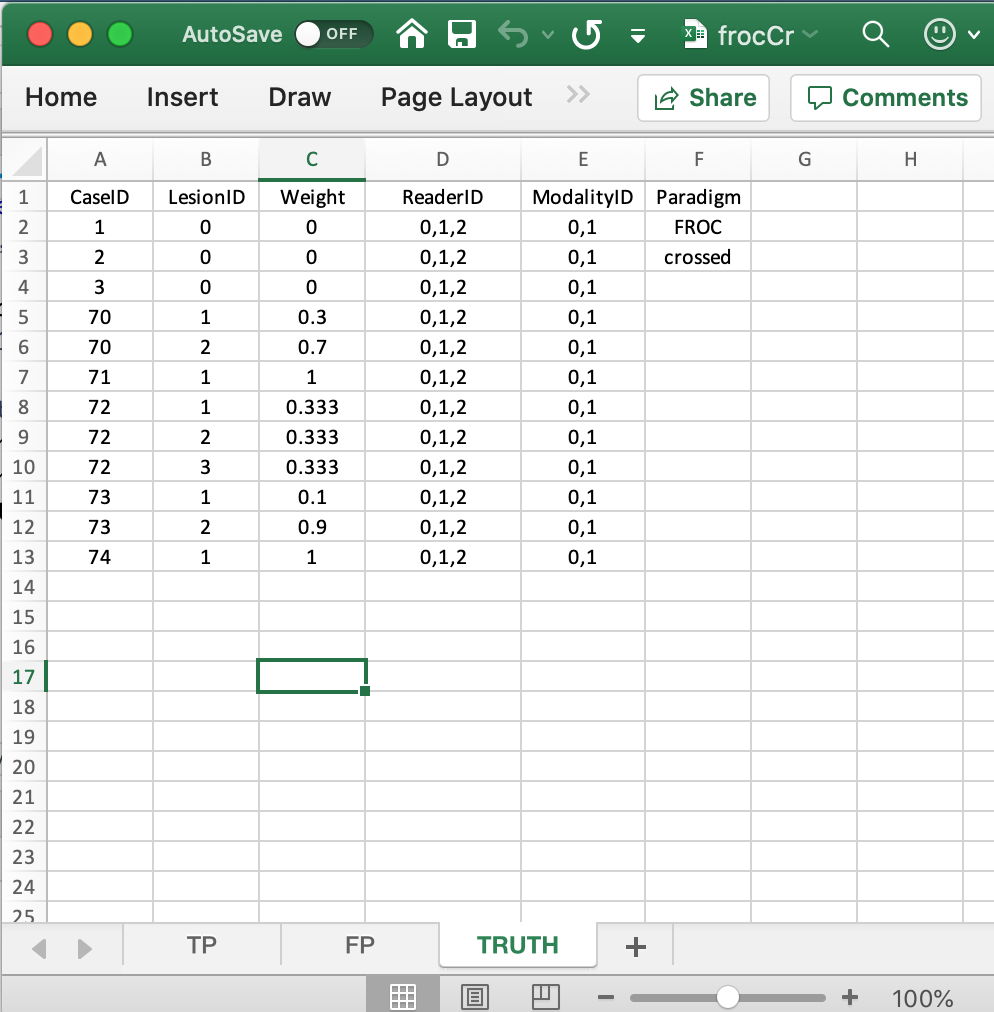 AutoSave OFF frocCr
Home Insert Draw Page Layout Share Comments
A B C D E F G H
1 CaseID LesionID Weight ReaderID ModalityID Paradigm
2 1 0 0 0,1,2 0,1 FROC
3 2 0 0 0,1,2 0,1 crossed
4 3 0 0 0,1,2 0,1
5 70 1 0.3 0,1,2 0,1
6 70 2 0.7 0,1,2 0,1
7 71 1 1 0,1,2 0,1
8 72 1 0.333 0,1,2 0,1
9 72 2 0.333 0,1,2 0,1
10 72 3 0.333 0,1,2 0,1
11 73 1 0.1 0,1,2 0,1
12 73 2 0.9 0,1,2 0,1
13 74 1 1 0,1,2 0,1
14
15
16
17
18
19
20
21
22
23
24
25
TP FP TRUTH +
100%